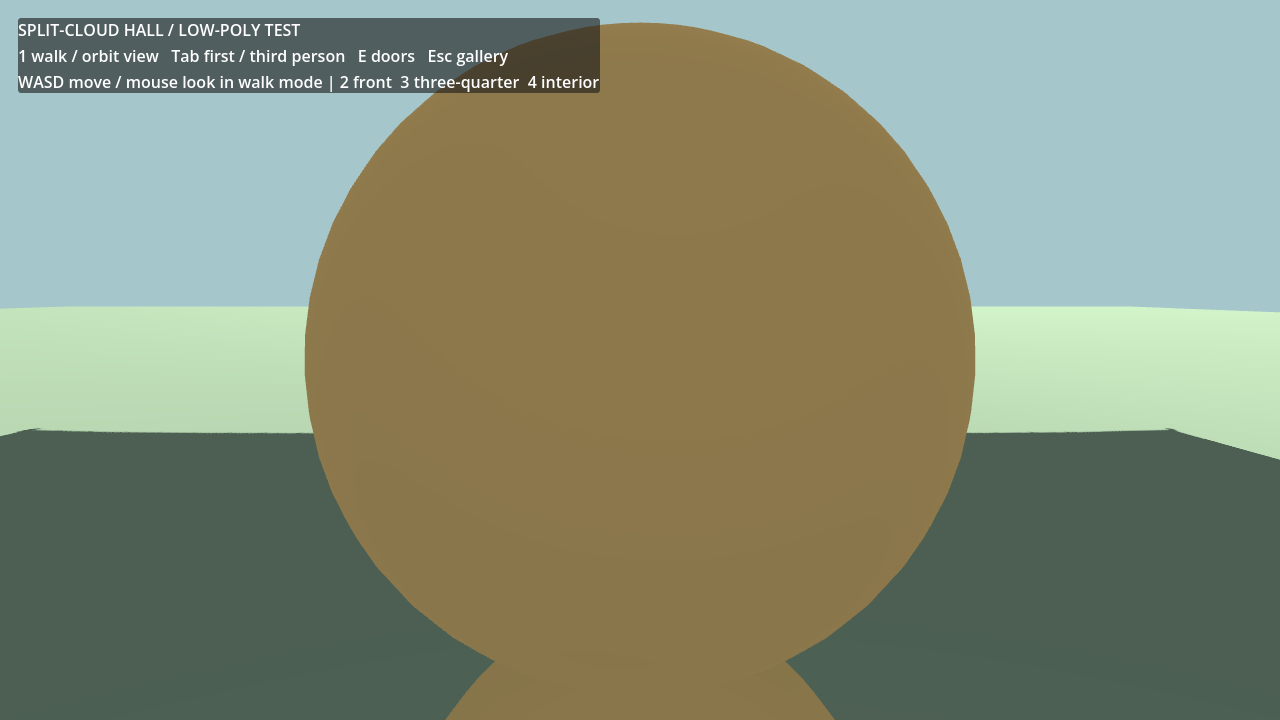 SPLIT-CLOUD HALL / LOW-POLY TEST
1 walk / orbit view   Tab first / third person   E doors   Esc gallery
WASD move / mouse look in walk mode | 2 front  3 three-quarter  4 interior